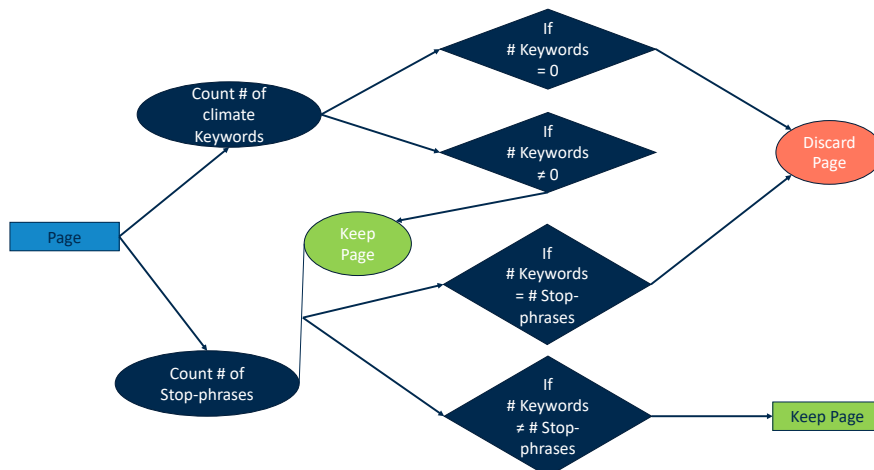 If
# Keywords
= 0
Count # of
climate
Keywords
If
# Keywords
≠ 0
Discard
Page
Page
Keep
Page
If
# Keywords
= # Stop-
phrases
Count # of
Stop-phrases
If
# Keywords
≠ # Stop-
phrases
Keep Page